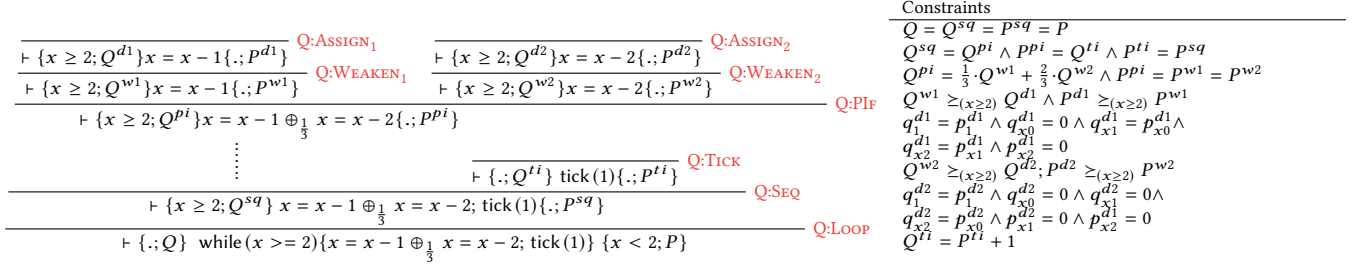 Q:Assign₁
Q:Assign₂
⊢ {x ≥ 2; Q^{d1}}x = x − 1{.; P^{d1}}
⊢ {x ≥ 2; Q^{d2}}x = x − 2{.; P^{d2}}
Q:Weaken₁
Q:Weaken₂
⊢ {x ≥ 2; Q^{w1}}x = x − 1{.; P^{w1}}
⊢ {x ≥ 2; Q^{w2}}x = x − 2{.; P^{w2}}
Q:PIf
⊢ {x ≥ 2; Q^{pi}}x = x − 1 ⊕_{1/3} x = x − 2{.; P^{pi}}
Q:Tick
⊢ {.; Q^{ti}} tick (1){.; P^{ti}}
Q:Seq
⊢ {x ≥ 2; Q^{sq}} x = x − 1 ⊕_{1/3} x = x − 2; tick (1){.; P^{sq}}
Q:Loop
⊢ {.; Q} while (x >= 2){x = x − 1 ⊕_{1/3} x = x − 2; tick (1)} {x < 2; P}
Constraints
Q = Q^{sq} = P^{sq} = P
Q^{sq} = Q^{pi} ∧ P^{pi} = Q^{ti} ∧ P^{ti} = P^{sq}
Q^{pi} = 1/3·Q^{w1} + 2/3·Q^{w2} ∧ P^{pi} = P^{w1} = P^{w2}
Q^{w1} ⪰_{(x≥2)} Q^{d1} ∧ P^{d1} ⪰_{(x≥2)} P^{w1}
q_1^{d1} = p_1^{d1} ∧ q_{x0}^{d1} = 0 ∧ q_{x1}^{d1} = p_{x0}^{d1}∧
q_{x2}^{d1} = p_{x1}^{d1} ∧ p_{x2}^{d1} = 0
Q^{w2} ⪰_{(x≥2)} Q^{d2}; P^{d2} ⪰_{(x≥2)} P^{w2}
q_1^{d2} = p_1^{d2} ∧ q_{x0}^{d2} = 0 ∧ q_{x1}^{d2} = 0∧
q_{x2}^{d2} = p_{x0}^{d2} ∧ p_{x1}^{d2} = 0 ∧ p_{x2}^{d1} = 0
Q^{ti} = P^{ti} + 1